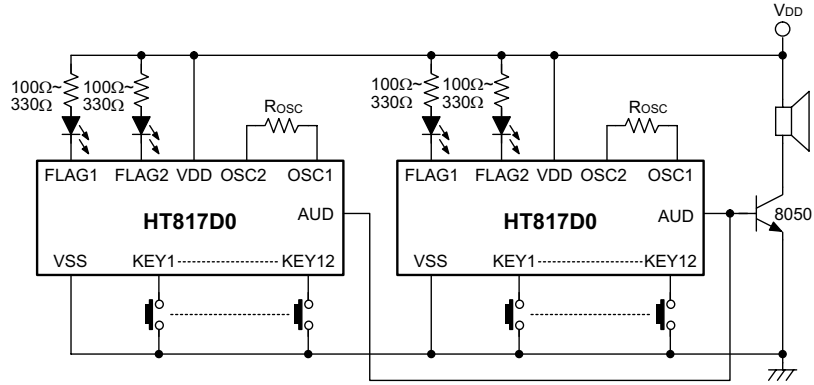 VDD
100Ω~
330Ω
100Ω~
330Ω
ROSC
100Ω~
330Ω
100Ω~
330Ω
ROSC
FLAG1 FLAG2 VDD OSC2 OSC1
HT817D0
AUD
VSS KEY1 KEY12
FLAG1 FLAG2 VDD OSC2 OSC1
HT817D0
AUD
VSS KEY1 KEY12
8050